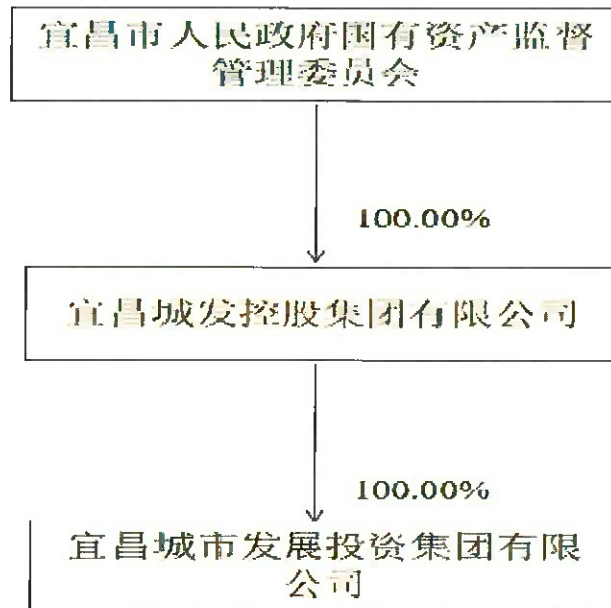 宜昌市人民政府国有资产监督
管理委员会
100.00%
宜昌城发控股集团有限公司
100.00%
宜昌城市发展投资集团有限
公司